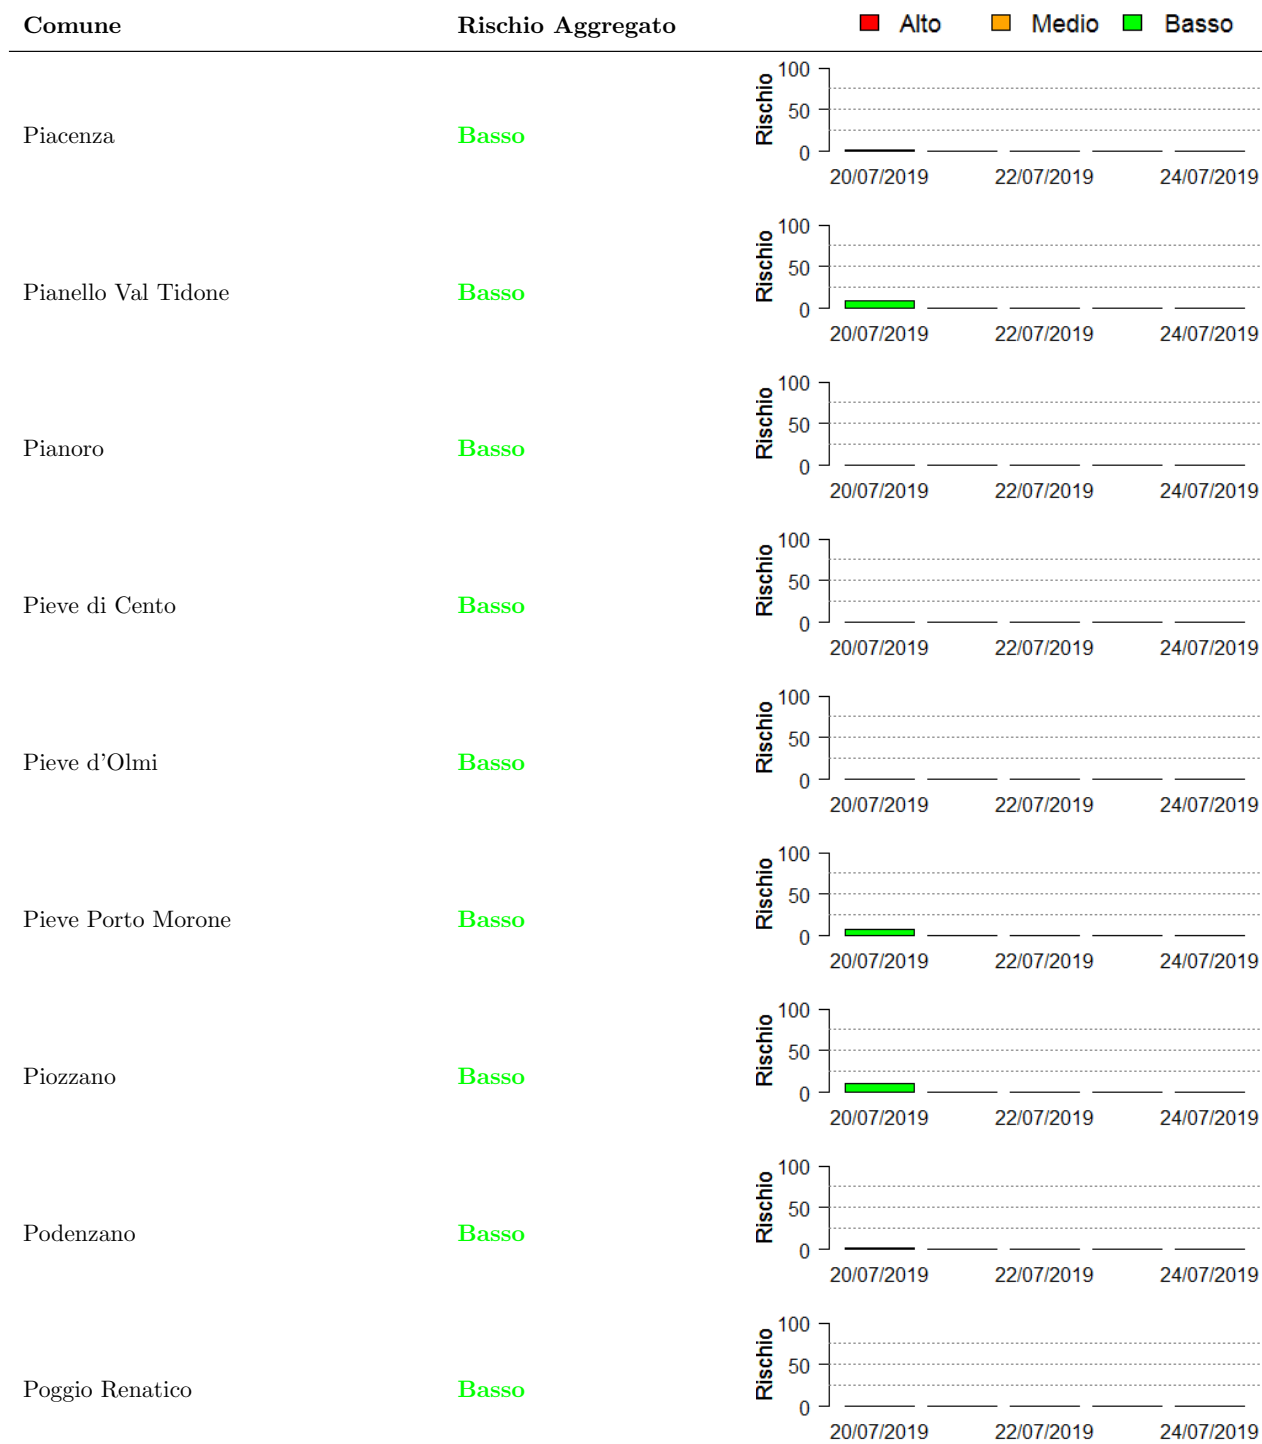 Comune Rischio Aggregato Alto Medio Basso
Piacenza Basso
Rischio
100
50
0
20/07/2019 22/07/2019 24/07/2019
Pianello Val Tidone Basso
Rischio
100
50
0
20/07/2019 22/07/2019 24/07/2019
Pianoro Basso
Rischio
100
50
0
20/07/2019 22/07/2019 24/07/2019
Pieve di Cento Basso
Rischio
100
50
0
20/07/2019 22/07/2019 24/07/2019
Pieve d'Olmi Basso
Rischio
100
50
0
20/07/2019 22/07/2019 24/07/2019
Pieve Porto Morone Basso
Rischio
100
50
0
20/07/2019 22/07/2019 24/07/2019
Piozzano Basso
Rischio
100
50
0
20/07/2019 22/07/2019 24/07/2019
Podenzano Basso
Rischio
100
50
0
20/07/2019 22/07/2019 24/07/2019
Poggio Renatico Basso
Rischio
100
50
0
20/07/2019 22/07/2019 24/07/2019